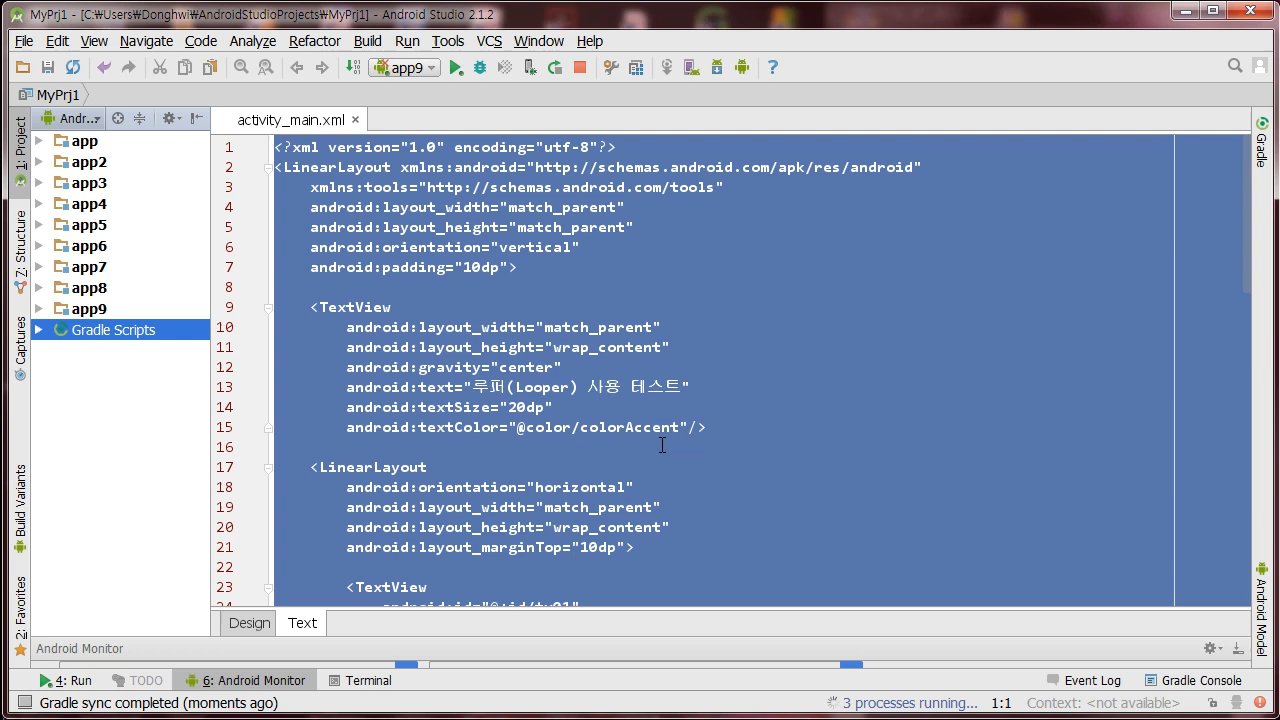 MyPrj1 - [C:\Users\Donghwi\AndroidStudioProjects\MyPrj1] - Android Studio 2.1.2
File Edit View Navigate Code Analyze Refactor Build Run Tools VCS Window Help
app9
MyPrj1
1: Project
Z: Structure
Captures
Build Variants
2: Favorites
Andr...
app
app2
app3
app4
app5
app6
app7
app8
app9
Gradle Scripts
activity_main.xml
1 <?xml version="1.0" encoding="utf-8"?>
2 <LinearLayout xmlns:android="http://schemas.android.com/apk/res/android"
3 xmlns:tools="http://schemas.android.com/tools"
4 android:layout_width="match_parent"
5 android:layout_height="match_parent"
6 android:orientation="vertical"
7 android:padding="10dp">
8
9 <TextView
10 android:layout_width="match_parent"
11 android:layout_height="wrap_content"
12 android:gravity="center"
13 android:text="루퍼(Looper) 사용 테스트"
14 android:textSize="20dp"
15 android:textColor="@color/colorAccent"/>
16
17 <LinearLayout
18 android:orientation="horizontal"
19 android:layout_width="match_parent"
20 android:layout_height="wrap_content"
21 android:layout_marginTop="10dp">
22
23 <TextView
Design Text
Gradle
Android Model
Android Monitor
4: Run TODO 6: Android Monitor Terminal Event Log Gradle Console
Gradle sync completed (moments ago) 3 processes running... 1:1 Context: <not available>